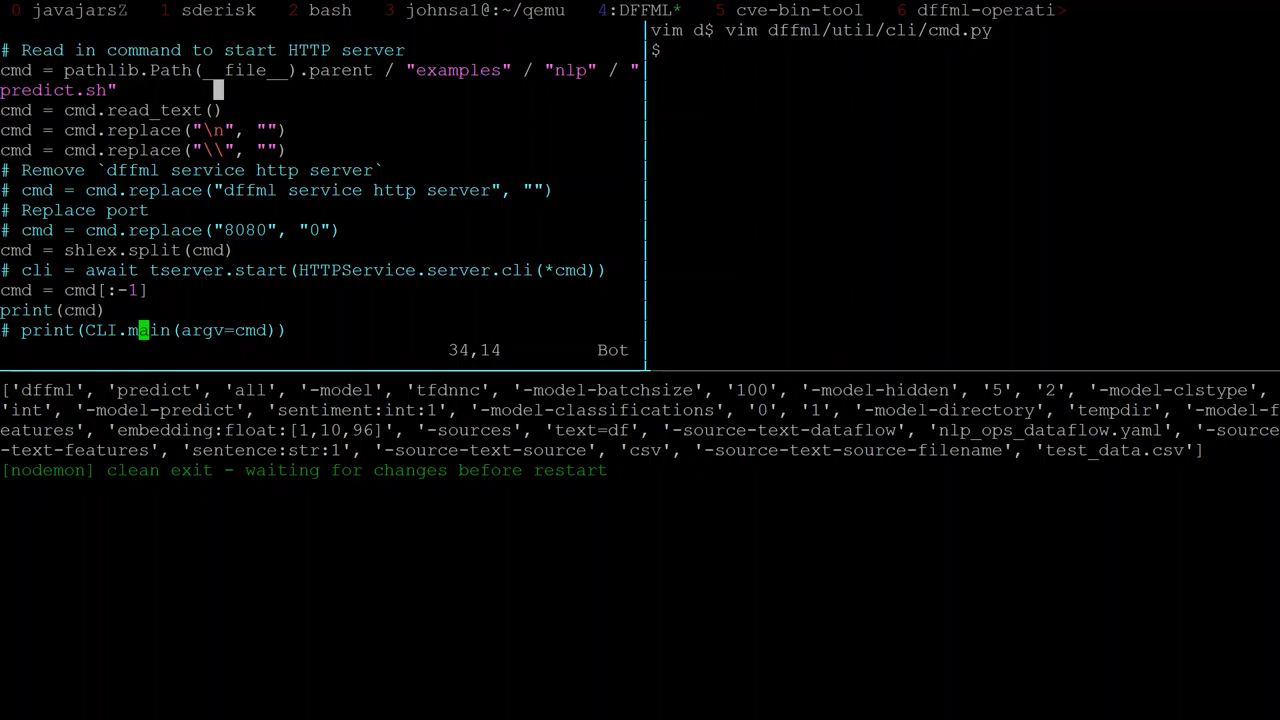 0 javajarsZ  1 sderisk  2 bash  3 johnsa1@:~/qemu  4:DFFML*  5 cve-bin-tool  6 dffml-operati>
# Read in command to start HTTP server
cmd = pathlib.Path(__file__).parent / "examples" / "nlp" / "
predict.sh"
cmd = cmd.read_text()
cmd = cmd.replace("\n", "")
cmd = cmd.replace("\\", "")
# Remove `dffml service http server`
# cmd = cmd.replace("dffml service http server", "")
# Replace port
# cmd = cmd.replace("8080", "0")
cmd = shlex.split(cmd)
# cli = await tserver.start(HTTPService.server.cli(*cmd))
cmd = cmd[:-1]
print(cmd)
# print(CLI.main(argv=cmd))
34,14 Bot
vim d$ vim dffml/util/cli/cmd.py
$
['dffml', 'predict', 'all', '-model', 'tfdnnc', '-model-batchsize', '100', '-model-hidden', '5', '2', '-model-clstype',
'int', '-model-predict', 'sentiment:int:1', '-model-classifications', '0', '1', '-model-directory', 'tempdir', '-model-f
eatures', 'embedding:float:[1,10,96]', '-sources', 'text=df', '-source-text-dataflow', 'nlp_ops_dataflow.yaml', '-source
-text-features', 'sentence:str:1', '-source-text-source', 'csv', '-source-text-source-filename', 'test_data.csv']
[nodemon] clean exit - waiting for changes before restart